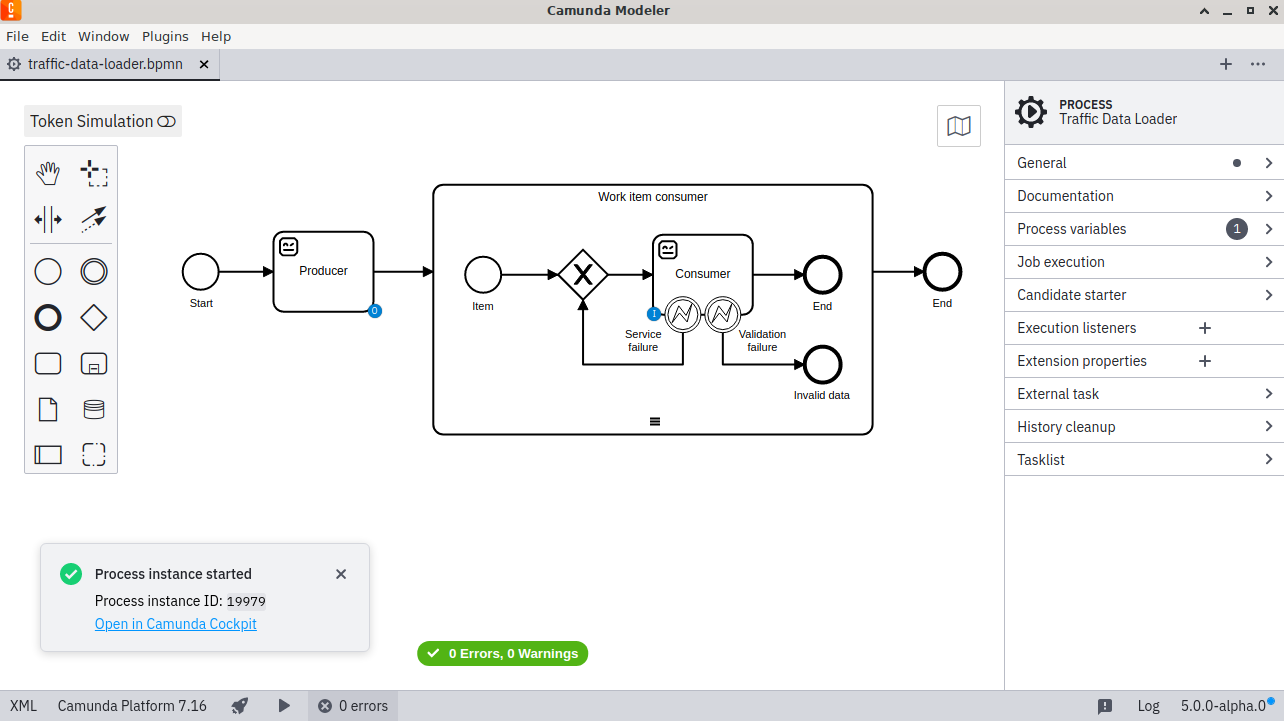 Camunda Modeler
File Edit Window Plugins Help
traffic-data-loader.bpmn
Token Simulation
PROCESS
Traffic Data Loader
General
Documentation
Process variables 1
Job execution
Candidate starter
Execution listeners
Extension properties
External task
History cleanup
Tasklist
Work item consumer
Producer
Consumer
Start
0
Item
1
End
End
Service
failure
Validation
failure
Invalid data
Process instance started
Process instance ID: 19979
Open in Camunda Cockpit
0 Errors, 0 Warnings
XML Camunda Platform 7.16 0 errors Log 5.0.0-alpha.0